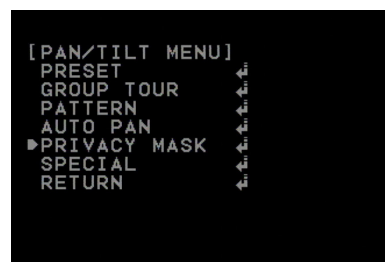 [PAN/TILT MENU]
PRESET
GROUP TOUR
PATTERN
AUTO PAN
PRIVACY MASK
SPECIAL
RETURN